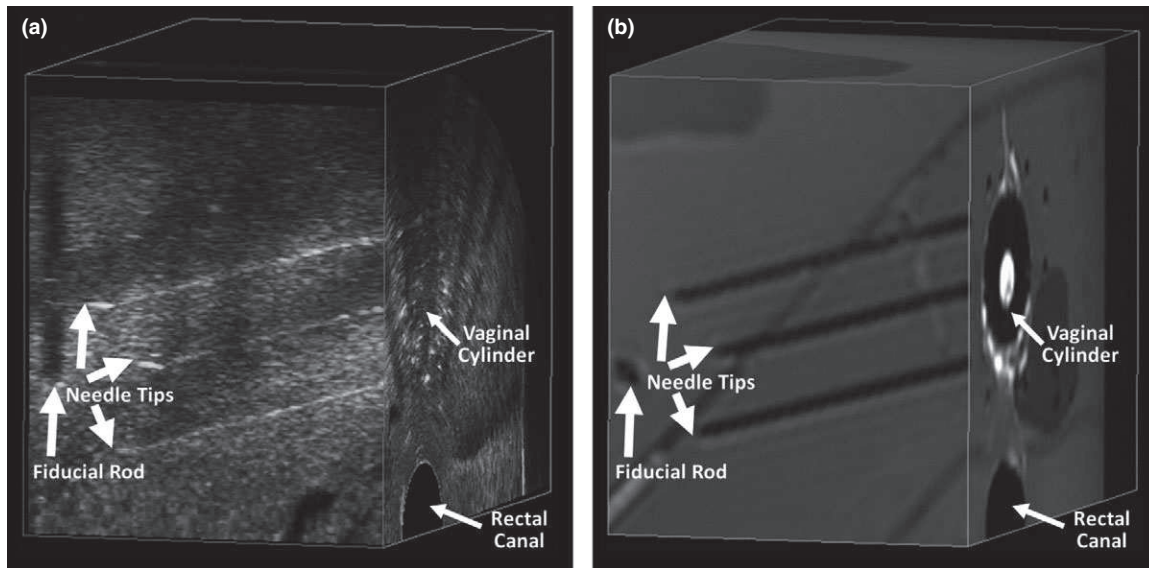 (a)
Vaginal
Cylinder
Needle Tips
Fiducial Rod
Rectal
Canal
(b)
Vaginal
Cylinder
Needle Tips
Fiducial Rod
Rectal
Canal